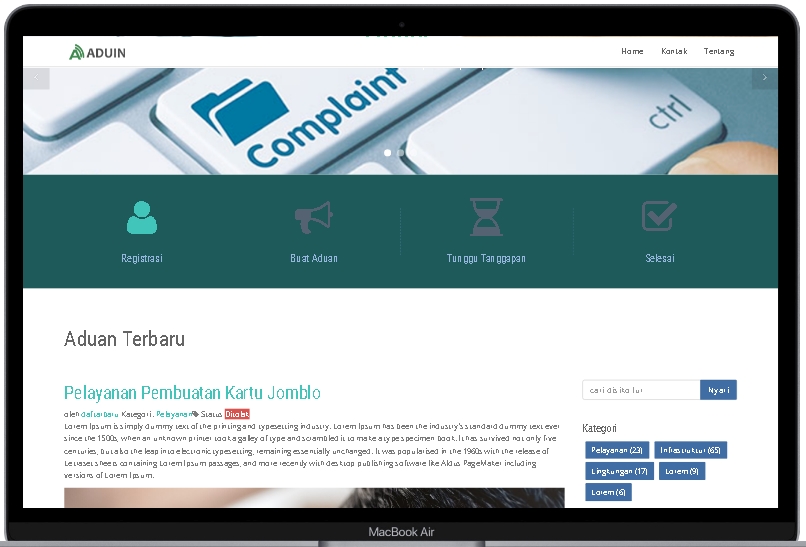 ADUIN
Home Kontak Tentang
Complaint
ctrl
Registrasi
Buat Aduan
Tunggu Tanggapan
Selesai
Aduan Terbaru
Pelayanan Pembuatan Kartu Jomblo
oleh daftarbaru Kategori, Pelayanan Status Ditolak
Lorem Ipsum is simply dummy text of the printing and typesetting industry. Lorem Ipsum has been the industry's standard dummy text ever
since the 1500s, when an unknown printer took a galley of type and scrambled it to make a type specimen book. It has survived not only five
centuries, but also the leap into electronic typesetting, remaining essentially unchanged. It was popularised in the 1960s with the release of
Letraset sheets containing Lorem Ipsum passages, and more recently with desktop publishing software like Aldus PageMaker including
versions of Lorem Ipsum.
cari disito lur
Nyari
Kategori
Pelayanan (23) Infrastruktur (65)
Lingkungan (17) Lorem (9)
Lorem (6)
MacBook Air